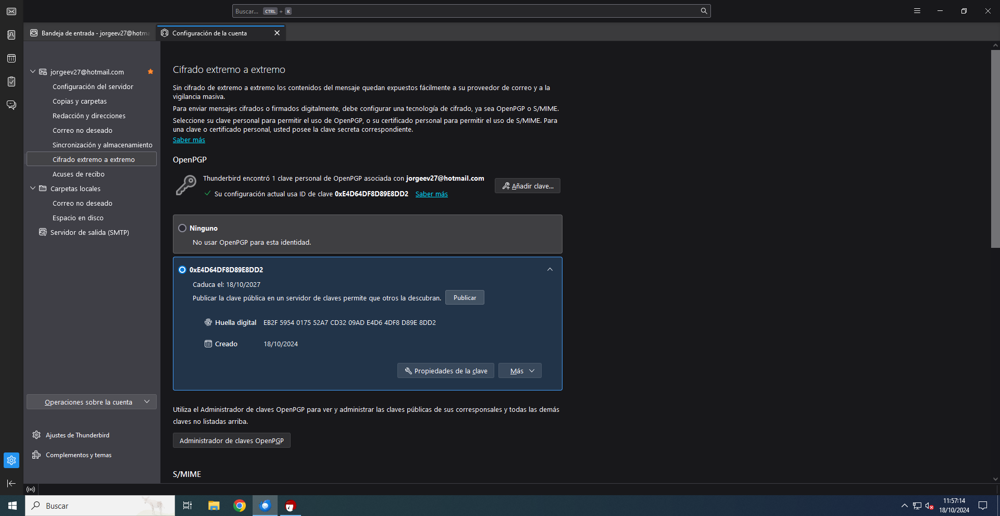 Buscar... CTRL + K
Bandeja de entrada - jorgeev27@hotma
Configuración de la cuenta
jorgeev27@hotmail.com
Configuración del servidor
Copias y carpetas
Redacción y direcciones
Correo no deseado
Sincronización y almacenamiento
Cifrado extremo a extremo
Acuses de recibo
Carpetas locales
Correo no deseado
Espacio en disco
Servidor de salida (SMTP)
Operaciones sobre la cuenta
Ajustes de Thunderbird
Complementos y temas
Cifrado extremo a extremo
Sin cifrado de extremo a extremo los contenidos del mensaje quedan expuestos fácilmente a su proveedor de correo y a la
vigilancia masiva.
Para enviar mensajes cifrados o firmados digitalmente, debe configurar una tecnología de cifrado, ya sea OpenPGP o S/MIME.
Seleccione su clave personal para permitir el uso de OpenPGP, o su certificado personal para permitir el uso de S/MIME. Para
una clave o certificado personal, usted posee la clave secreta correspondiente.
Saber más
OpenPGP
Thunderbird encontró 1 clave personal de OpenPGP asociada con jorgeev27@hotmail.com
Su configuración actual usa ID de clave 0xE4D64DF8D89E8DD2 Saber más
Añadir clave...
Ninguno
No usar OpenPGP para esta identidad.
0xE4D64DF8D89E8DD2
Caduca el: 18/10/2027
Publicar la clave pública en un servidor de claves permite que otros la descubran. Publicar
Huella digital EB2F 5954 0175 52A7 CD32 09AD E4D6 4DF8 D89E 8DD2
Creado 18/10/2024
Propiedades de la clave Más
Utiliza el Administrador de claves OpenPGP para ver y administrar las claves públicas de sus corresponsales y todas las demás
claves no listadas arriba.
Administrador de claves OpenPGP
S/MIME
Buscar
11:57:14
18/10/2024